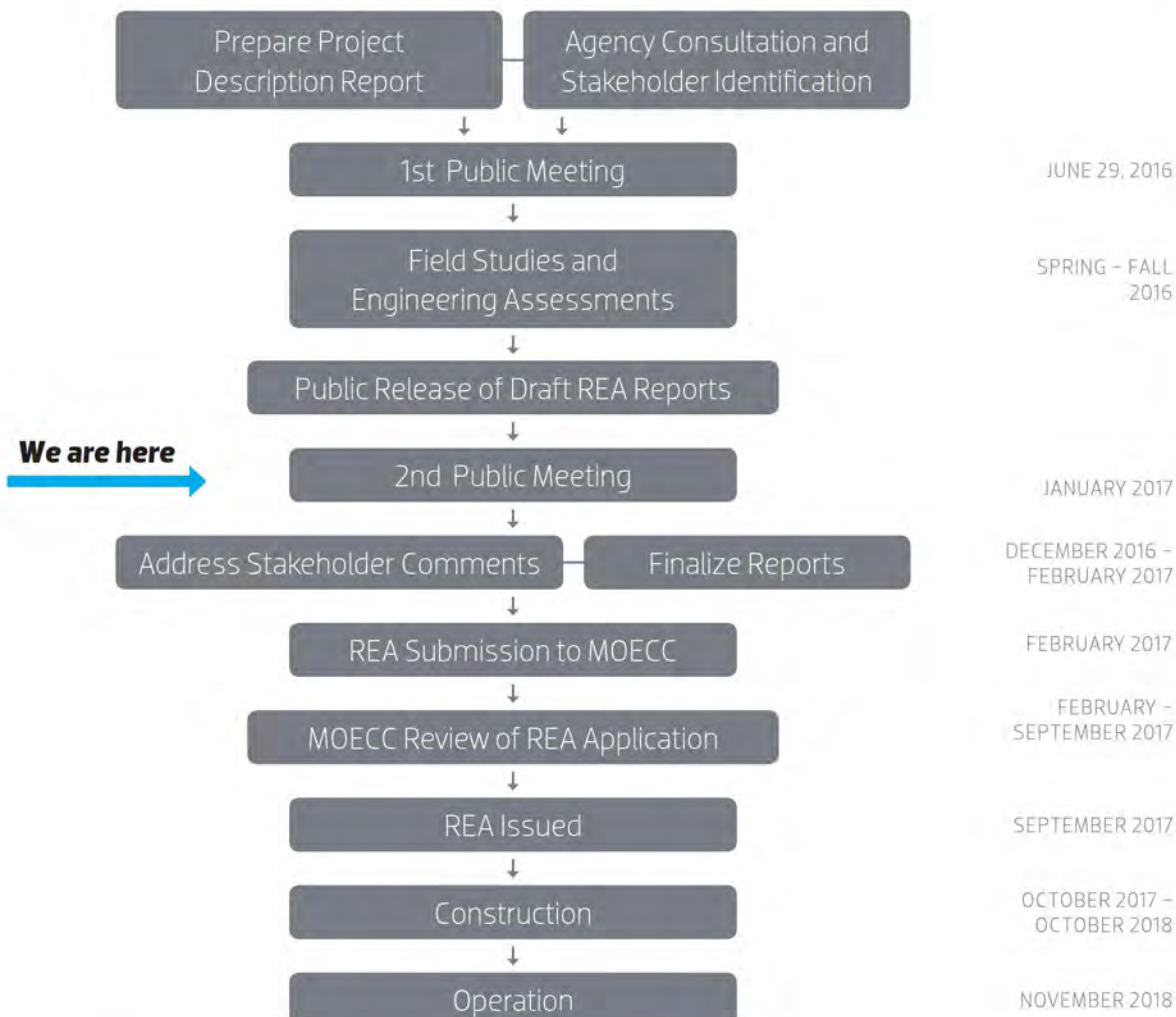 Prepare Project
Description Report
Agency Consultation and
Stakeholder Identification
1st Public Meeting
JUNE 29, 2016
Field Studies and
Engineering Assessments
SPRING – FALL
2016
Public Release of Draft REA Reports
We are here
2nd Public Meeting
JANUARY 2017
Address Stakeholder Comments
Finalize Reports
DECEMBER 2016 –
FEBRUARY 2017
REA Submission to MOECC
FEBRUARY 2017
MOECC Review of REA Application
FEBRUARY –
SEPTEMBER 2017
REA Issued
SEPTEMBER 2017
Construction
OCTOBER 2017 –
OCTOBER 2018
Operation
NOVEMBER 2018